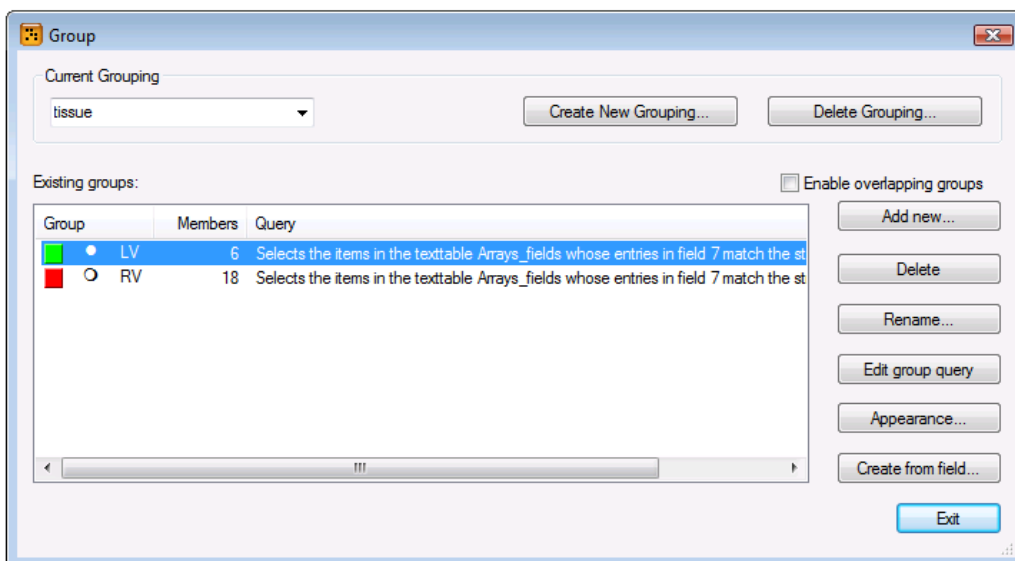 Group
Current Grouping
tissue
Create New Grouping...
Delete Grouping...
Existing groups:
Enable overlapping groups
Group Members Query
LV 6 Selects the items in the texttable Arrays_fields whose entries in field 7 match the st
RV 18 Selects the items in the texttable Arrays_fields whose entries in field 7 match the st
Add new...
Delete
Rename...
Edit group query
Appearance...
Create from field...
Exit